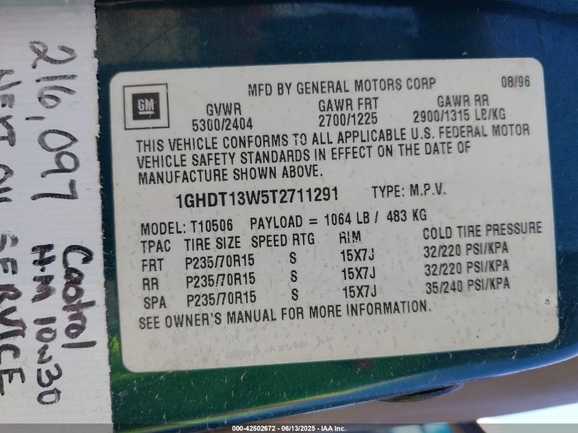 216,097
NEXT OIL SERVICE
Castrol
H.M 10W30
GM
MFD BY GENERAL MOTORS CORP 08/96
GVWR GAWR FRT GAWR RR
5300/2404 2700/1225 2900/1315 LB/KG
THIS VEHICLE CONFORMS TO ALL APPLICABLE U.S. FEDERAL MOTOR
VEHICLE SAFETY STANDARDS IN EFFECT ON THE DATE OF
MANUFACTURE SHOWN ABOVE.
1GHDT13W5T2711291 TYPE: M.P.V.
MODEL: T10506 PAYLOAD = 1064 LB / 483 KG
TPAC TIRE SIZE SPEED RTG RIM COLD TIRE PRESSURE
FRT P235/70R15 S 15X7J 32/220 PSI/KPA
RR P235/70R15 S 15X7J 32/220 PSI/KPA
SPA P235/70R15 S 15X7J 35/240 PSI/KPA
SEE OWNER'S MANUAL FOR MORE INFORMATION.
000-42502672 - 06/13/2025 - IAA Inc.